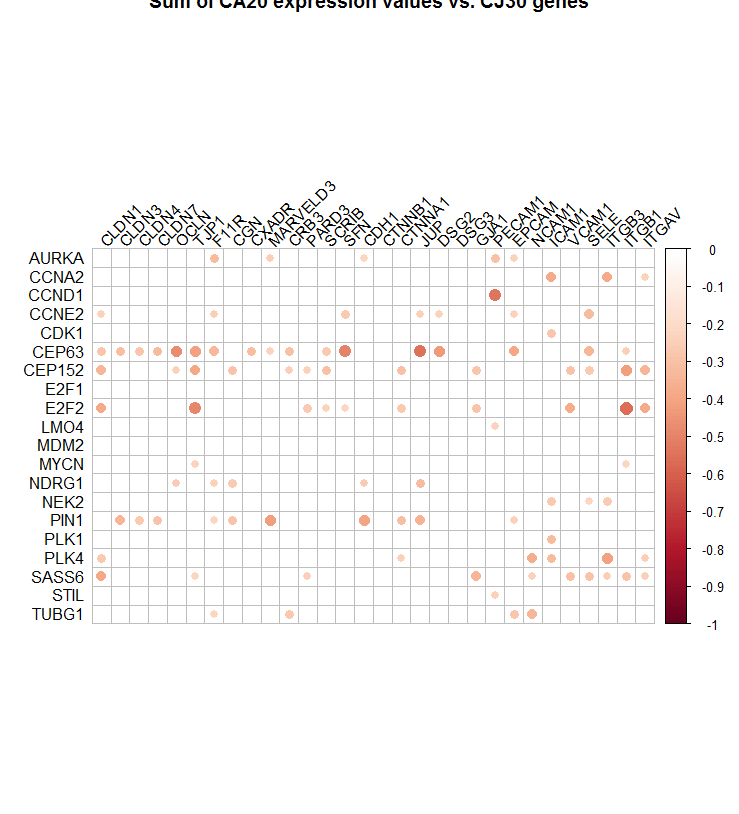 Sum of CA20 expression values vs. CJ30 genes
CLDN1
CLDN3
CLDN4
CLDN7
OCLN
TJP1
F11R
CGN
CXADR
MARVELD3
CRB3
PARD3
SCRIB
SFN
CDH1
CTNNB1
CTNNA1
JUP
DSG2
DSG3
GJA1
PECAM1
EPCAM
NCAM1
ICAM1
VCAM1
SELE
ITGB3
ITGB1
ITGAV
AURKA
CCNA2
CCND1
CCNE2
CDK1
CEP63
CEP152
E2F1
E2F2
LMO4
MDM2
MYCN
NDRG1
NEK2
PIN1
PLK1
PLK4
SASS6
STIL
TUBG1
0
-0.1
-0.2
-0.3
-0.4
-0.5
-0.6
-0.7
-0.8
-0.9
-1